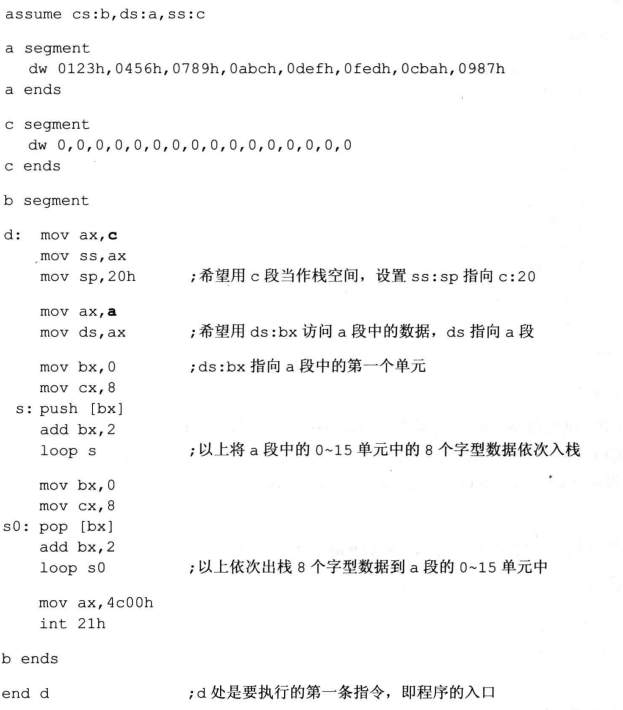 assume cs:b,ds:a,ss:c
a segment
dw 0123h,0456h,0789h,0abch,0defh,0fedh,0cbah,0987h
a ends
c segment
dw 0,0,0,0,0,0,0,0,0,0,0,0,0,0,0,0
c ends
b segment
d: mov ax,c
mov ss,ax
mov sp,20h ;希望用 c 段当作栈空间，设置 ss:sp 指向 c:20
mov ax,a
mov ds,ax ;希望用 ds:bx 访问 a 段中的数据，ds 指向 a 段
mov bx,0 ;ds:bx 指向 a 段中的第一个单元
mov cx,8
s: push [bx]
add bx,2
loop s ;以上将 a 段中的 0~15 单元中的 8 个字型数据依次入栈
mov bx,0
mov cx,8
s0: pop [bx]
add bx,2
loop s0 ;以上依次出栈 8 个字型数据到 a 段的 0~15 单元中
mov ax,4c00h
int 21h
b ends
end d ;d 处是要执行的第一条指令，即程序的入口